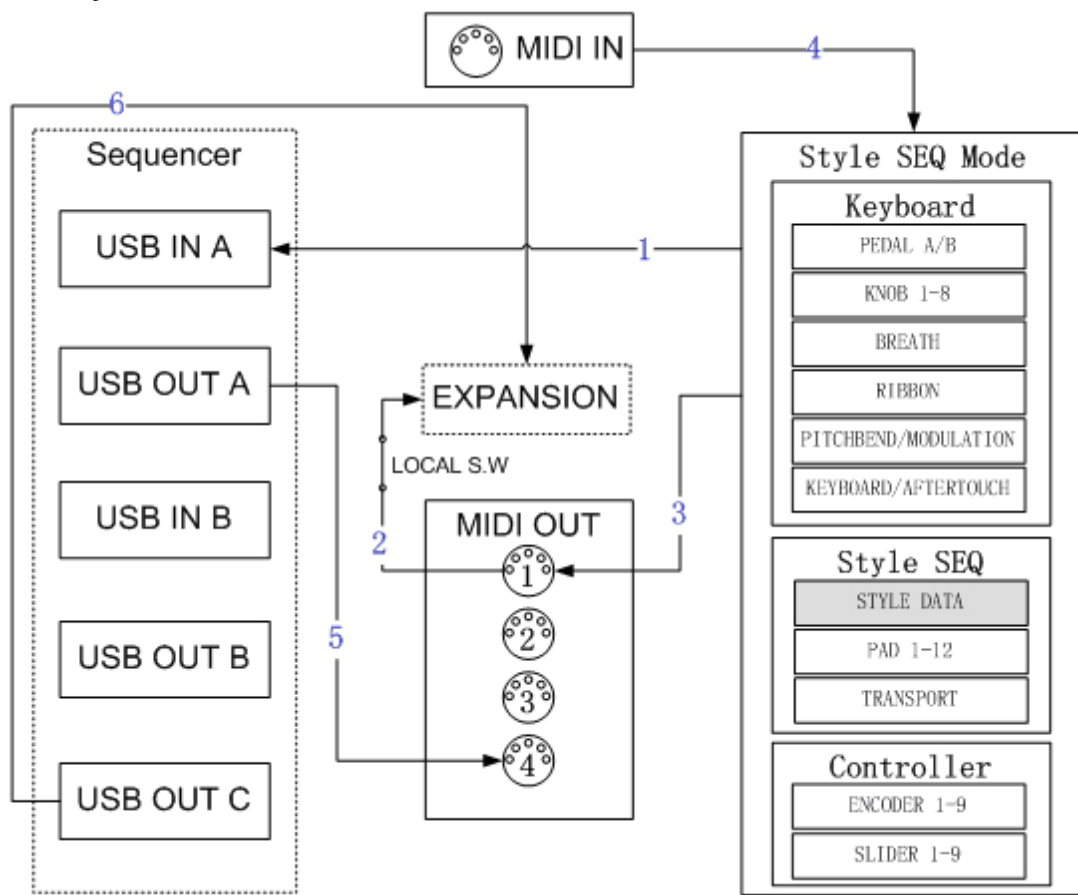 MIDI IN
4
6
Sequencer
USB IN A
USB OUT A
USB IN B
USB OUT B
USB OUT C
1
EXPANSION
LOCAL S.W
2
3
5
MIDI OUT
1
2
3
4
Style SEQ Mode
Keyboard
PEDAL A/B
KNOB 1-8
BREATH
RIBBON
PITCHBEND/MODULATION
KEYBOARD/AFTERTOUCH
Style SEQ
STYLE DATA
PAD 1-12
TRANSPORT
Controller
ENCODER 1-9
SLIDER 1-9